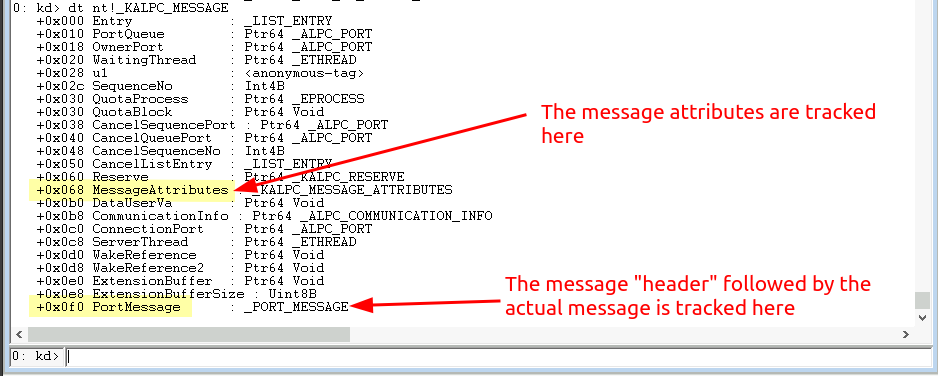 0: kd> dt nt!_KALPC_MESSAGE
+0x000 Entry : _LIST_ENTRY
+0x010 PortQueue : Ptr64 _ALPC_PORT
+0x018 OwnerPort : Ptr64 _ALPC_PORT
+0x020 WaitingThread : Ptr64 _ETHREAD
+0x028 u1 : <anonymous-tag>
+0x02c SequenceNo : Int4B
+0x030 QuotaProcess : Ptr64 _EPROCESS
+0x030 QuotaBlock : Ptr64 Void
+0x038 CancelSequencePort : Ptr64 _ALPC_PORT
+0x040 CancelQueuePort : Ptr64 _ALPC_PORT
+0x048 CancelSequenceNo : Int4B
+0x050 CancelListEntry : _LIST_ENTRY
+0x060 Reserve : Ptr64 _KALPC_RESERVE
+0x068 MessageAttributes : _KALPC_MESSAGE_ATTRIBUTES
+0x0b0 DataUserVa : Ptr64 Void
+0x0b8 CommunicationInfo : Ptr64 _ALPC_COMMUNICATION_INFO
+0x0c0 ConnectionPort : Ptr64 _ALPC_PORT
+0x0c8 ServerThread : Ptr64 _ETHREAD
+0x0d0 WakeReference : Ptr64 Void
+0x0d8 WakeReference2 : Ptr64 Void
+0x0e0 ExtensionBuffer : Ptr64 Void
+0x0e8 ExtensionBufferSize : Uint8B
+0x0f0 PortMessage : _PORT_MESSAGE
The message attributes are tracked
here
The message "header" followed by the
actual message is tracked here
0: kd>